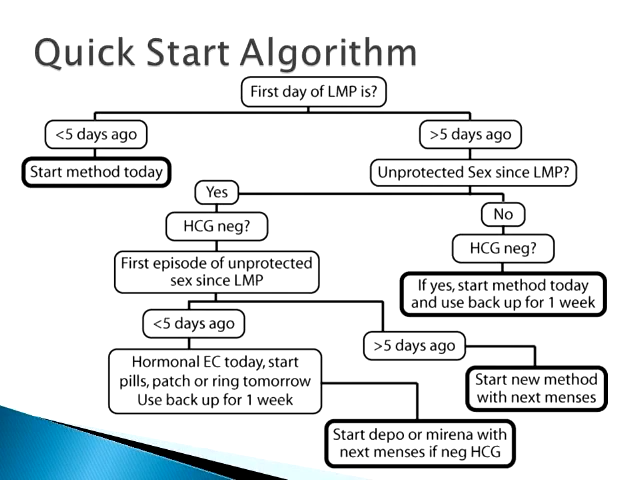 Quick Start Algorithm
First day of LMP is?
<5 days ago
>5 days ago
Start method today
Unprotected Sex since LMP?
Yes
No
HCG neg?
HCG neg?
First episode of unprotected
sex since LMP
If yes, start method today
and use back up for 1 week
<5 days ago
>5 days ago
Hormonal EC today, start
pills, patch or ring tomorrow
Use back up for 1 week
Start new method
with next menses
Start depo or mirena with
next menses if neg HCG